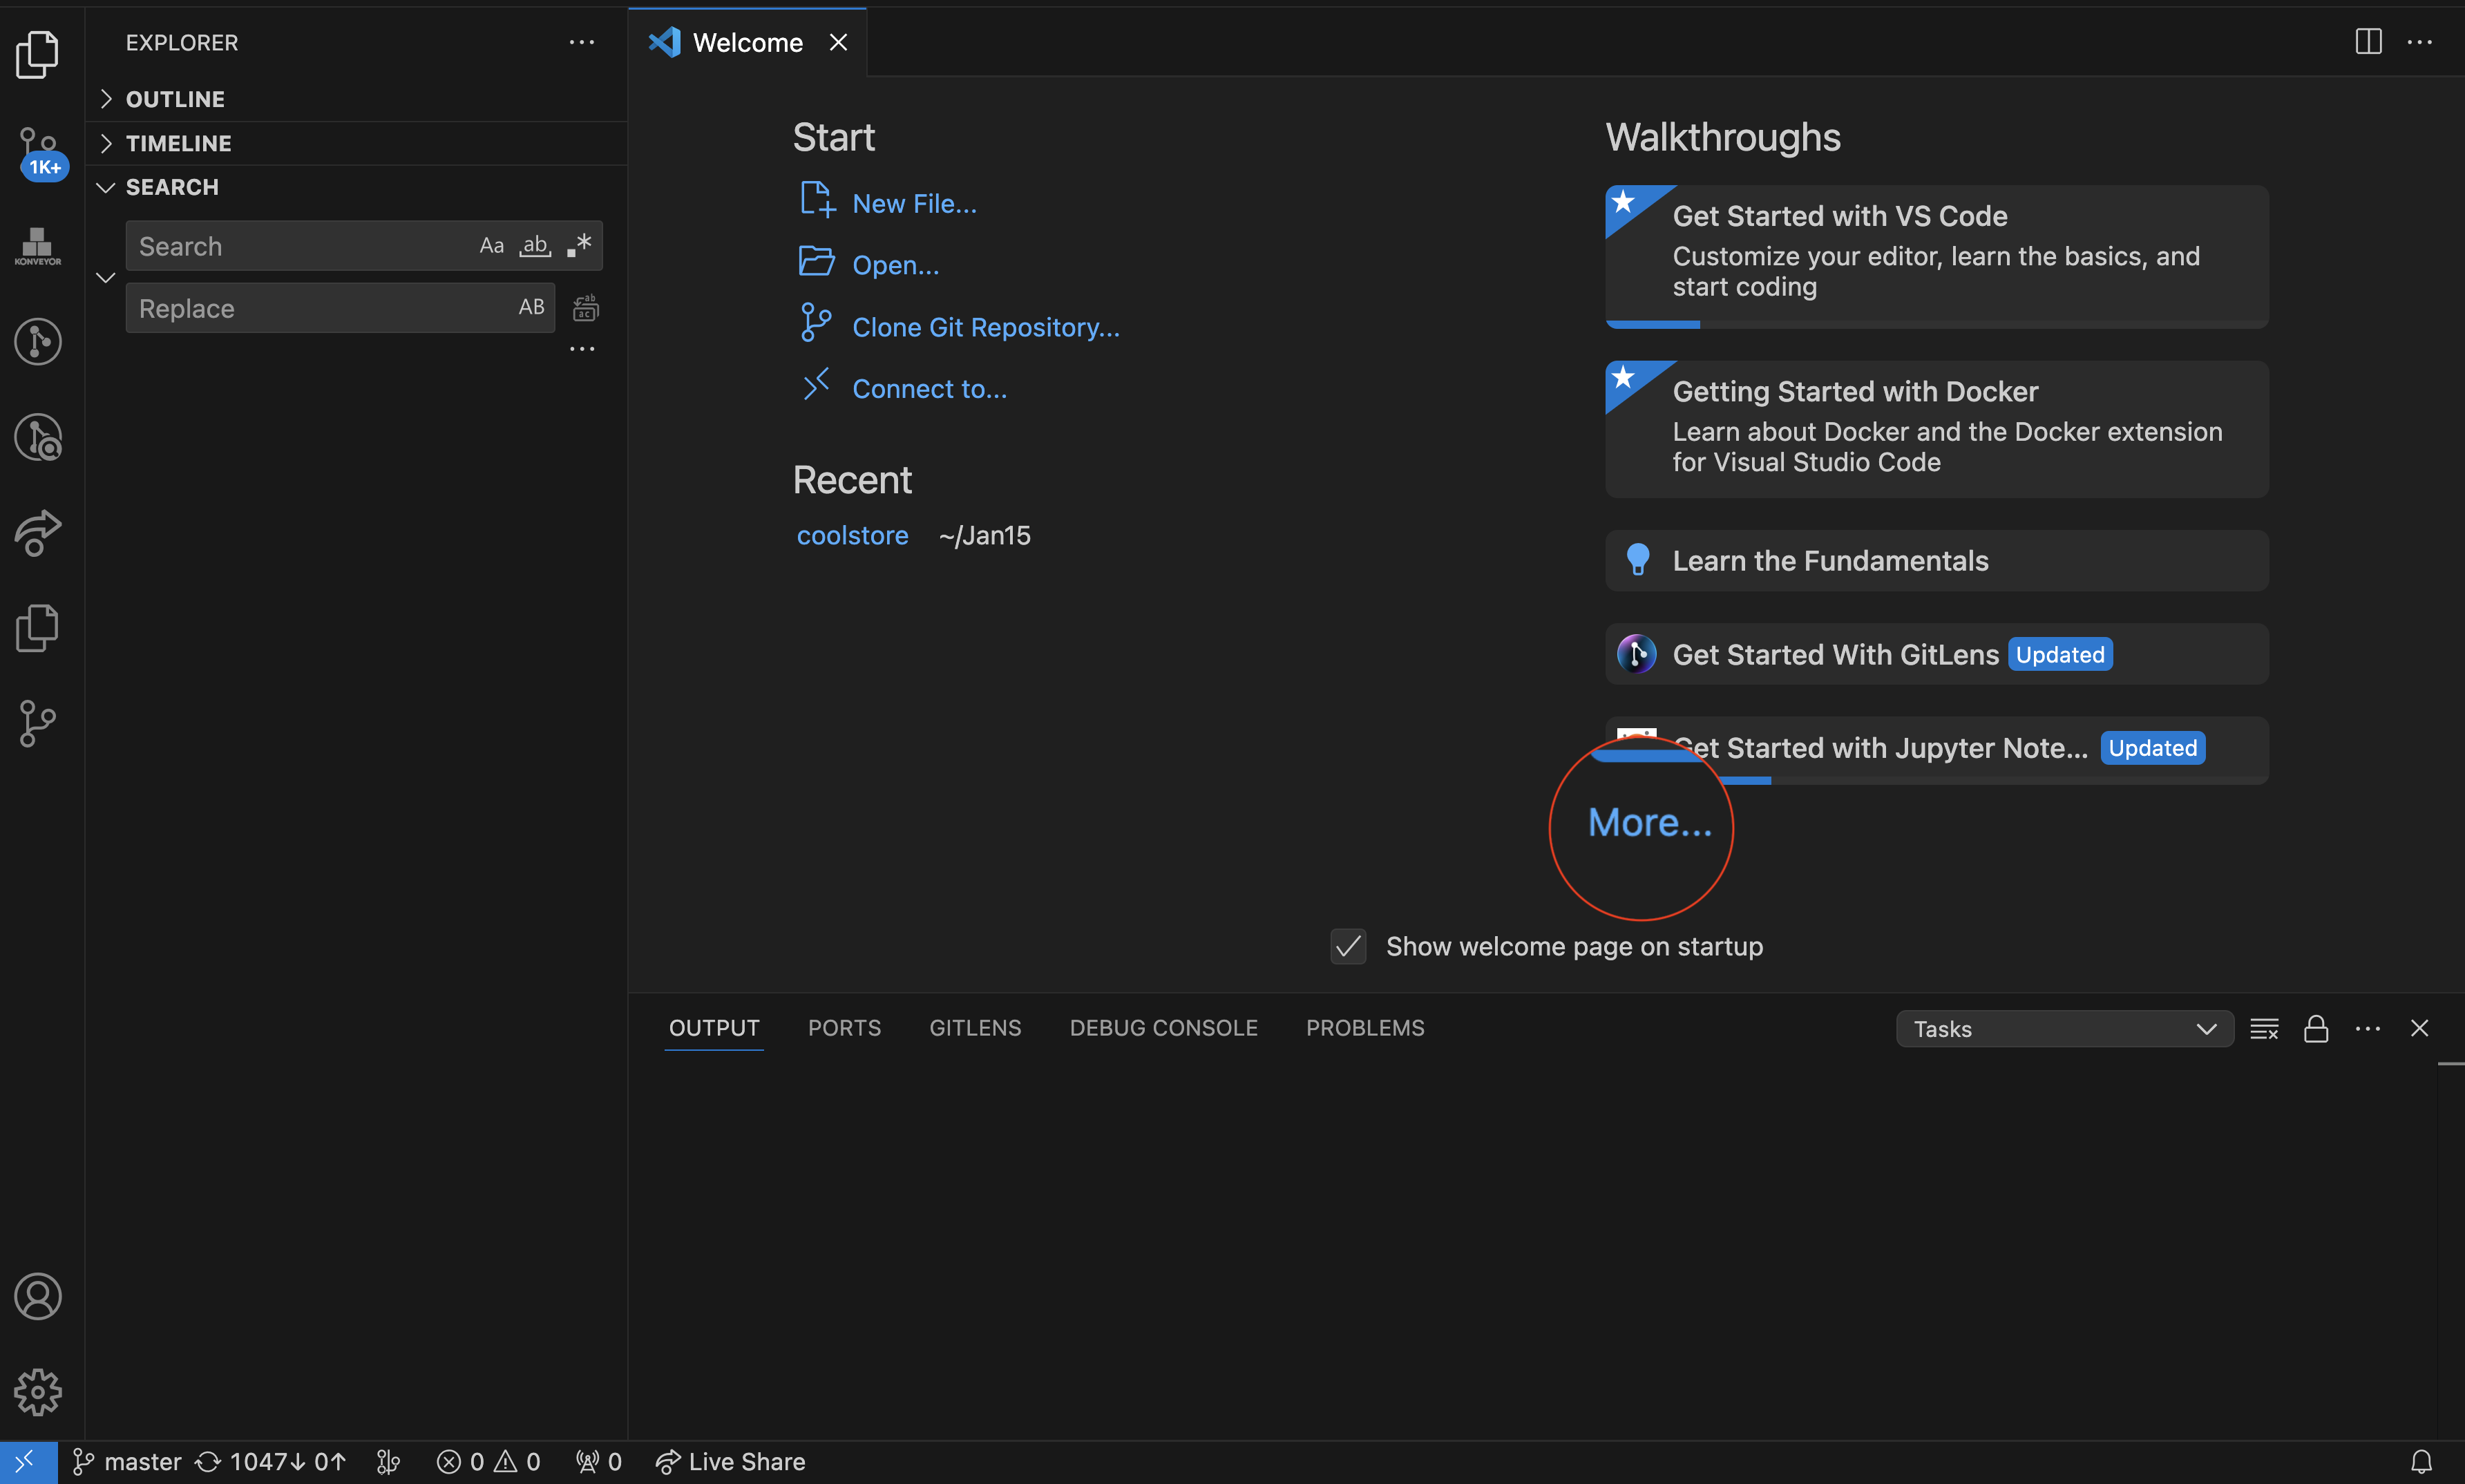 EXPLORER
OUTLINE
TIMELINE
SEARCH
Search Aa ab
Replace AB
ab
ac
1K+
KONVEYOR
Welcome
Start
New File...
Open...
Clone Git Repository...
Connect to...
Recent
coolstore ~/Jan15
Walkthroughs
Get Started with VS Code
Customize your editor, learn the basics, and
start coding
Getting Started with Docker
Learn about Docker and the Docker extension
for Visual Studio Code
Learn the Fundamentals
Get Started With GitLens Updated
Get Started with Jupyter Note... Updated
More...
Show welcome page on startup
OUTPUT PORTS GITLENS DEBUG CONSOLE PROBLEMS
Tasks
master 1047↓ 0↑ 0 0 0 Live Share